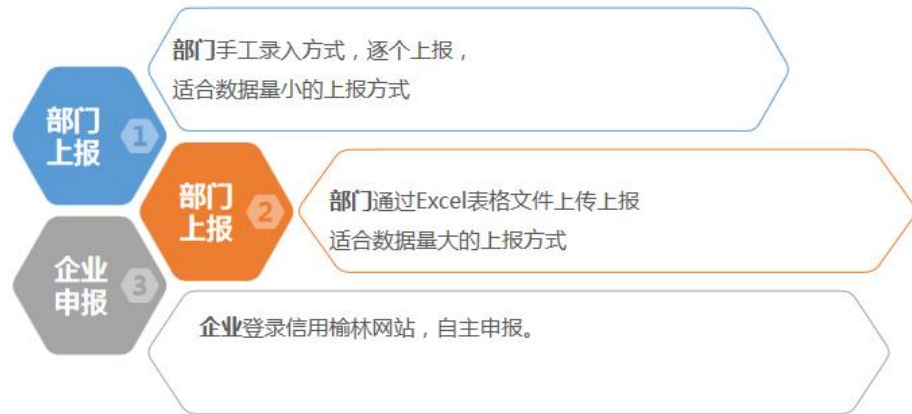 部门手工录入方式，逐个上报，
适合数据量小的上报方式
部门
上报
1
部门
上报
2
部门通过Excel表格文件上传上报
适合数据量大的上报方式
企业
申报
3
企业登录信用榆林网站，自主申报。